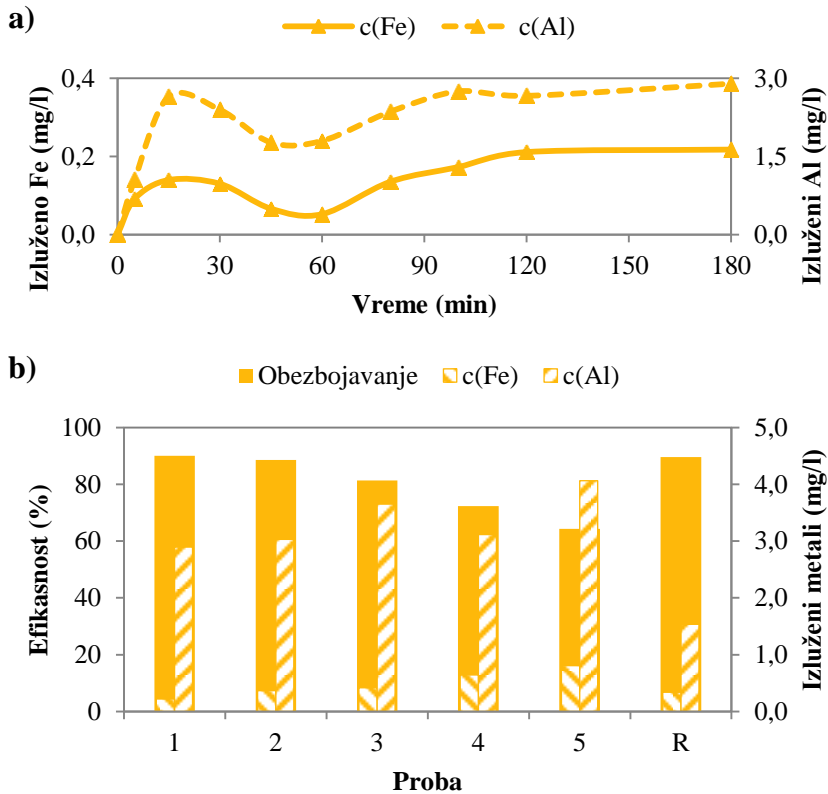 a)
c(Fe) c(Al)
Izluženo Fe (mg/l)
0,4
0,2
0,0
3,0
1,5
0,0
Izluženi Al (mg/l)
0 30 60 90 120 150 180
Vreme (min)
b)
Obezbojavanje c(Fe) c(Al)
Efikasnost (%)
100
80
60
40
20
0
5,0
4,0
3,0
2,0
1,0
0,0
Izluženi metali (mg/l)
1 2 3 4 5 R
Proba